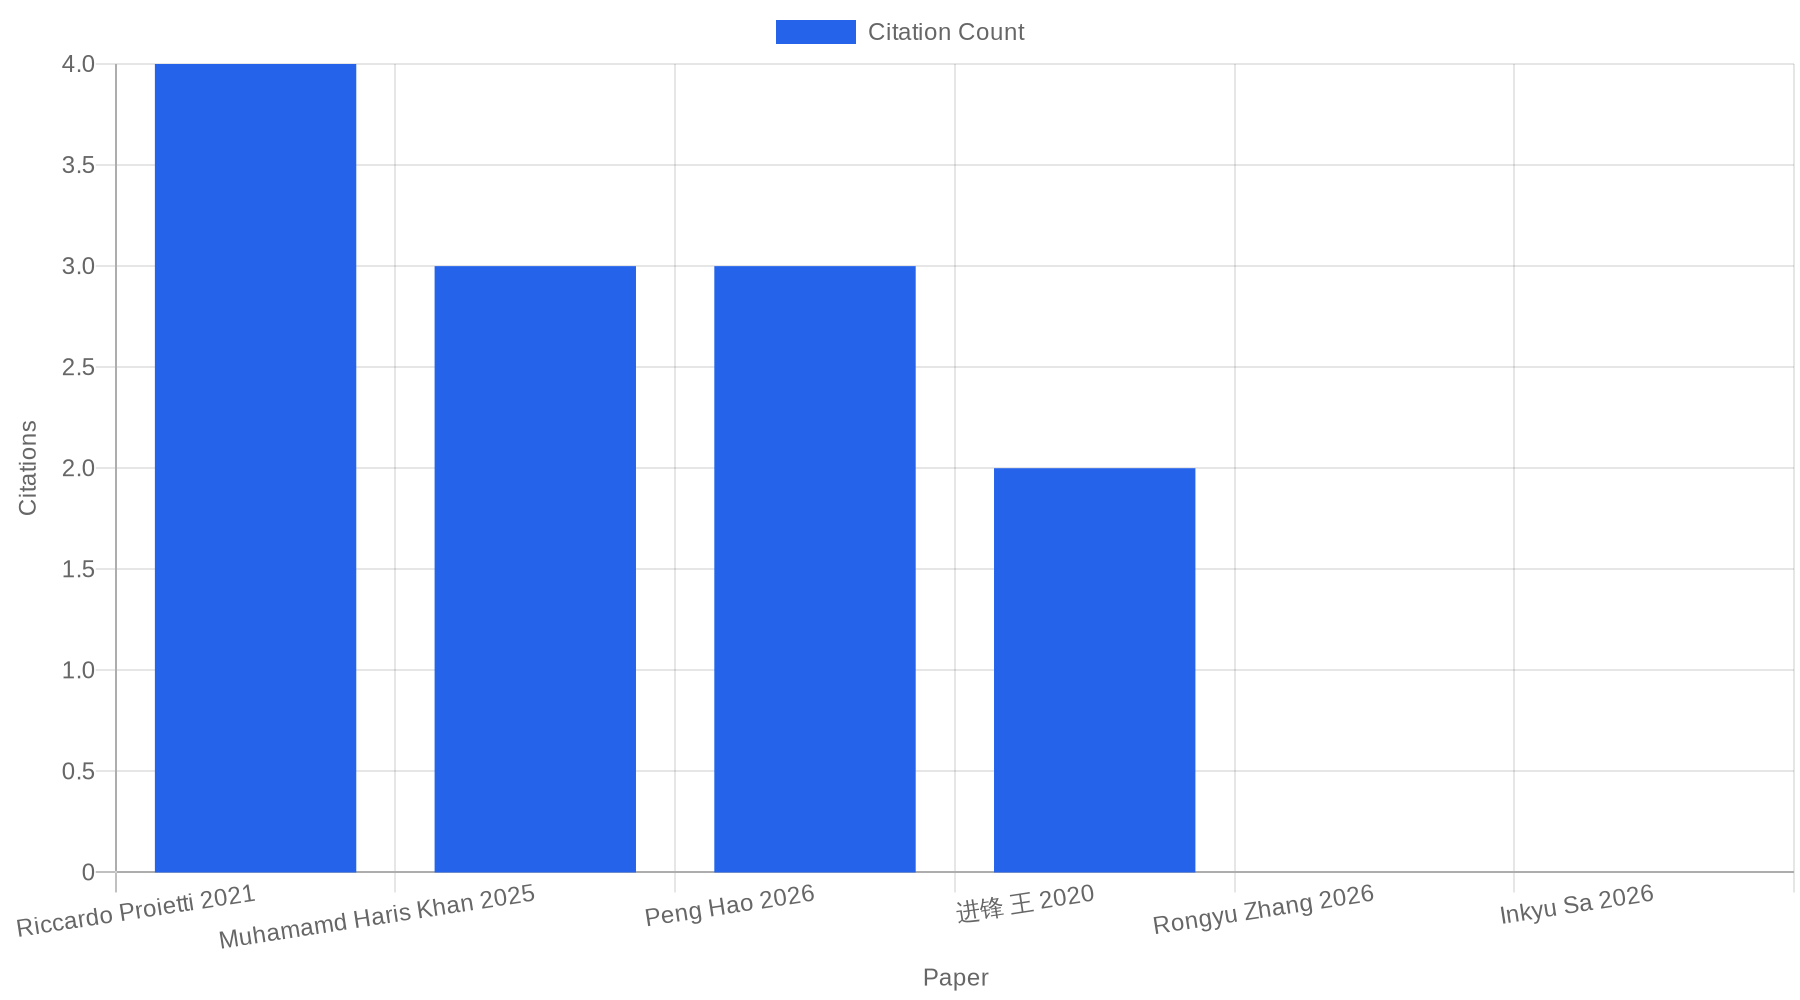 Citation Count
4.0
3.5
3.0
2.5
2.0
1.5
1.0
0.5
0
Citations
Riccardo Proietti 2021
Muhamamd Haris Khan 2025
Peng Hao 2026
进锋 王 2020
Rongyu Zhang 2026
Inkyu Sa 2026
Paper